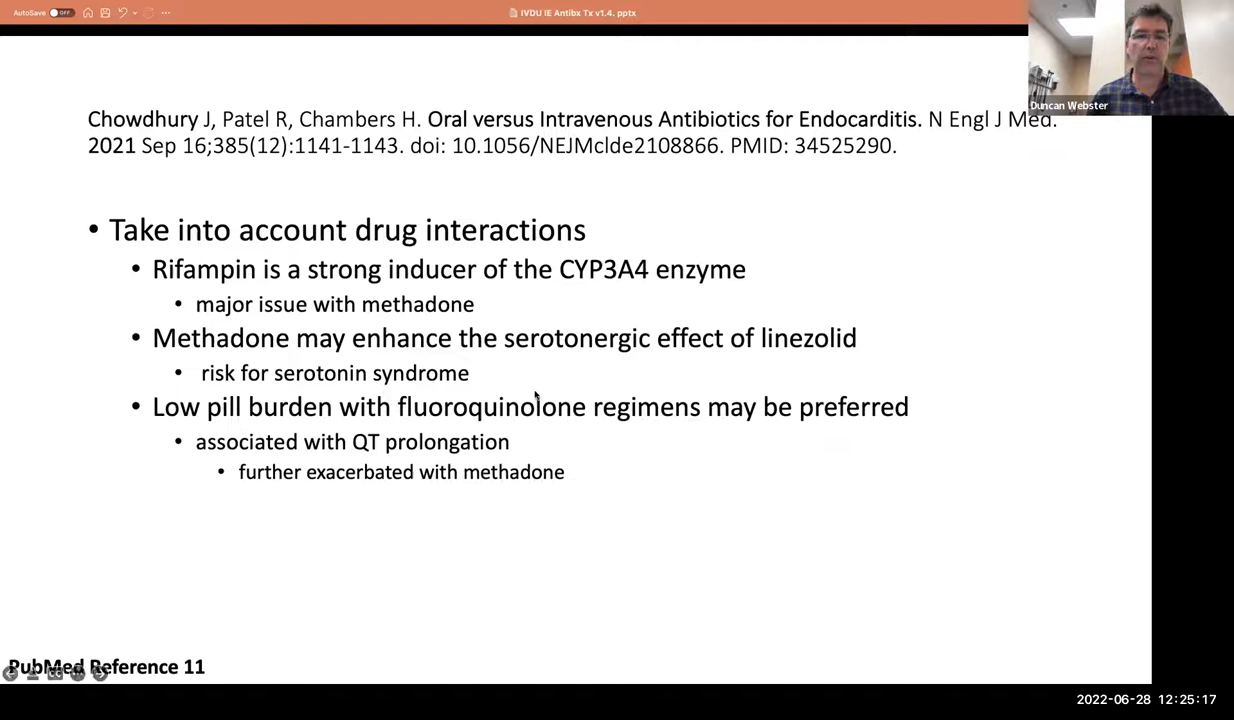 AutoSave OFF
IVDU IE Antibx Tx v1.4. pptx
Duncan Webster
Chowdhury J, Patel R, Chambers H. Oral versus Intravenous Antibiotics for Endocarditis. N Engl J Med.
2021 Sep 16;385(12):1141-1143. doi: 10.1056/NEJMclde2108866. PMID: 34525290.
• Take into account drug interactions
• Rifampin is a strong inducer of the CYP3A4 enzyme
• major issue with methadone
• Methadone may enhance the serotonergic effect of linezolid
• risk for serotonin syndrome
• Low pill burden with fluoroquinolone regimens may be preferred
• associated with QT prolongation
• further exacerbated with methadone
PubMed Reference 11
2022-06-28 12:25:17